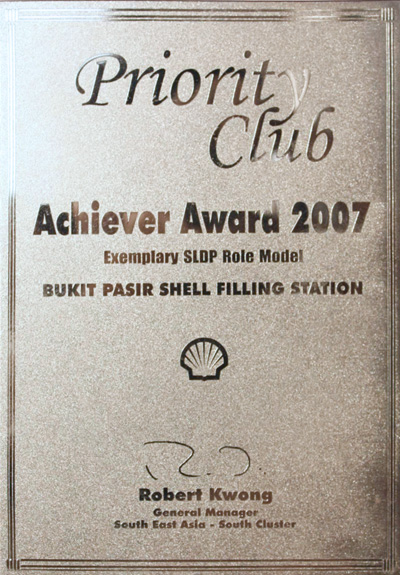 Priority
Club
Achiever Award 2007
Exemplary SLDP Role Model
BUKIT PASIR SHELL FILLING STATION
Robert Kwong
General Manager
South East Asia - South Cluster